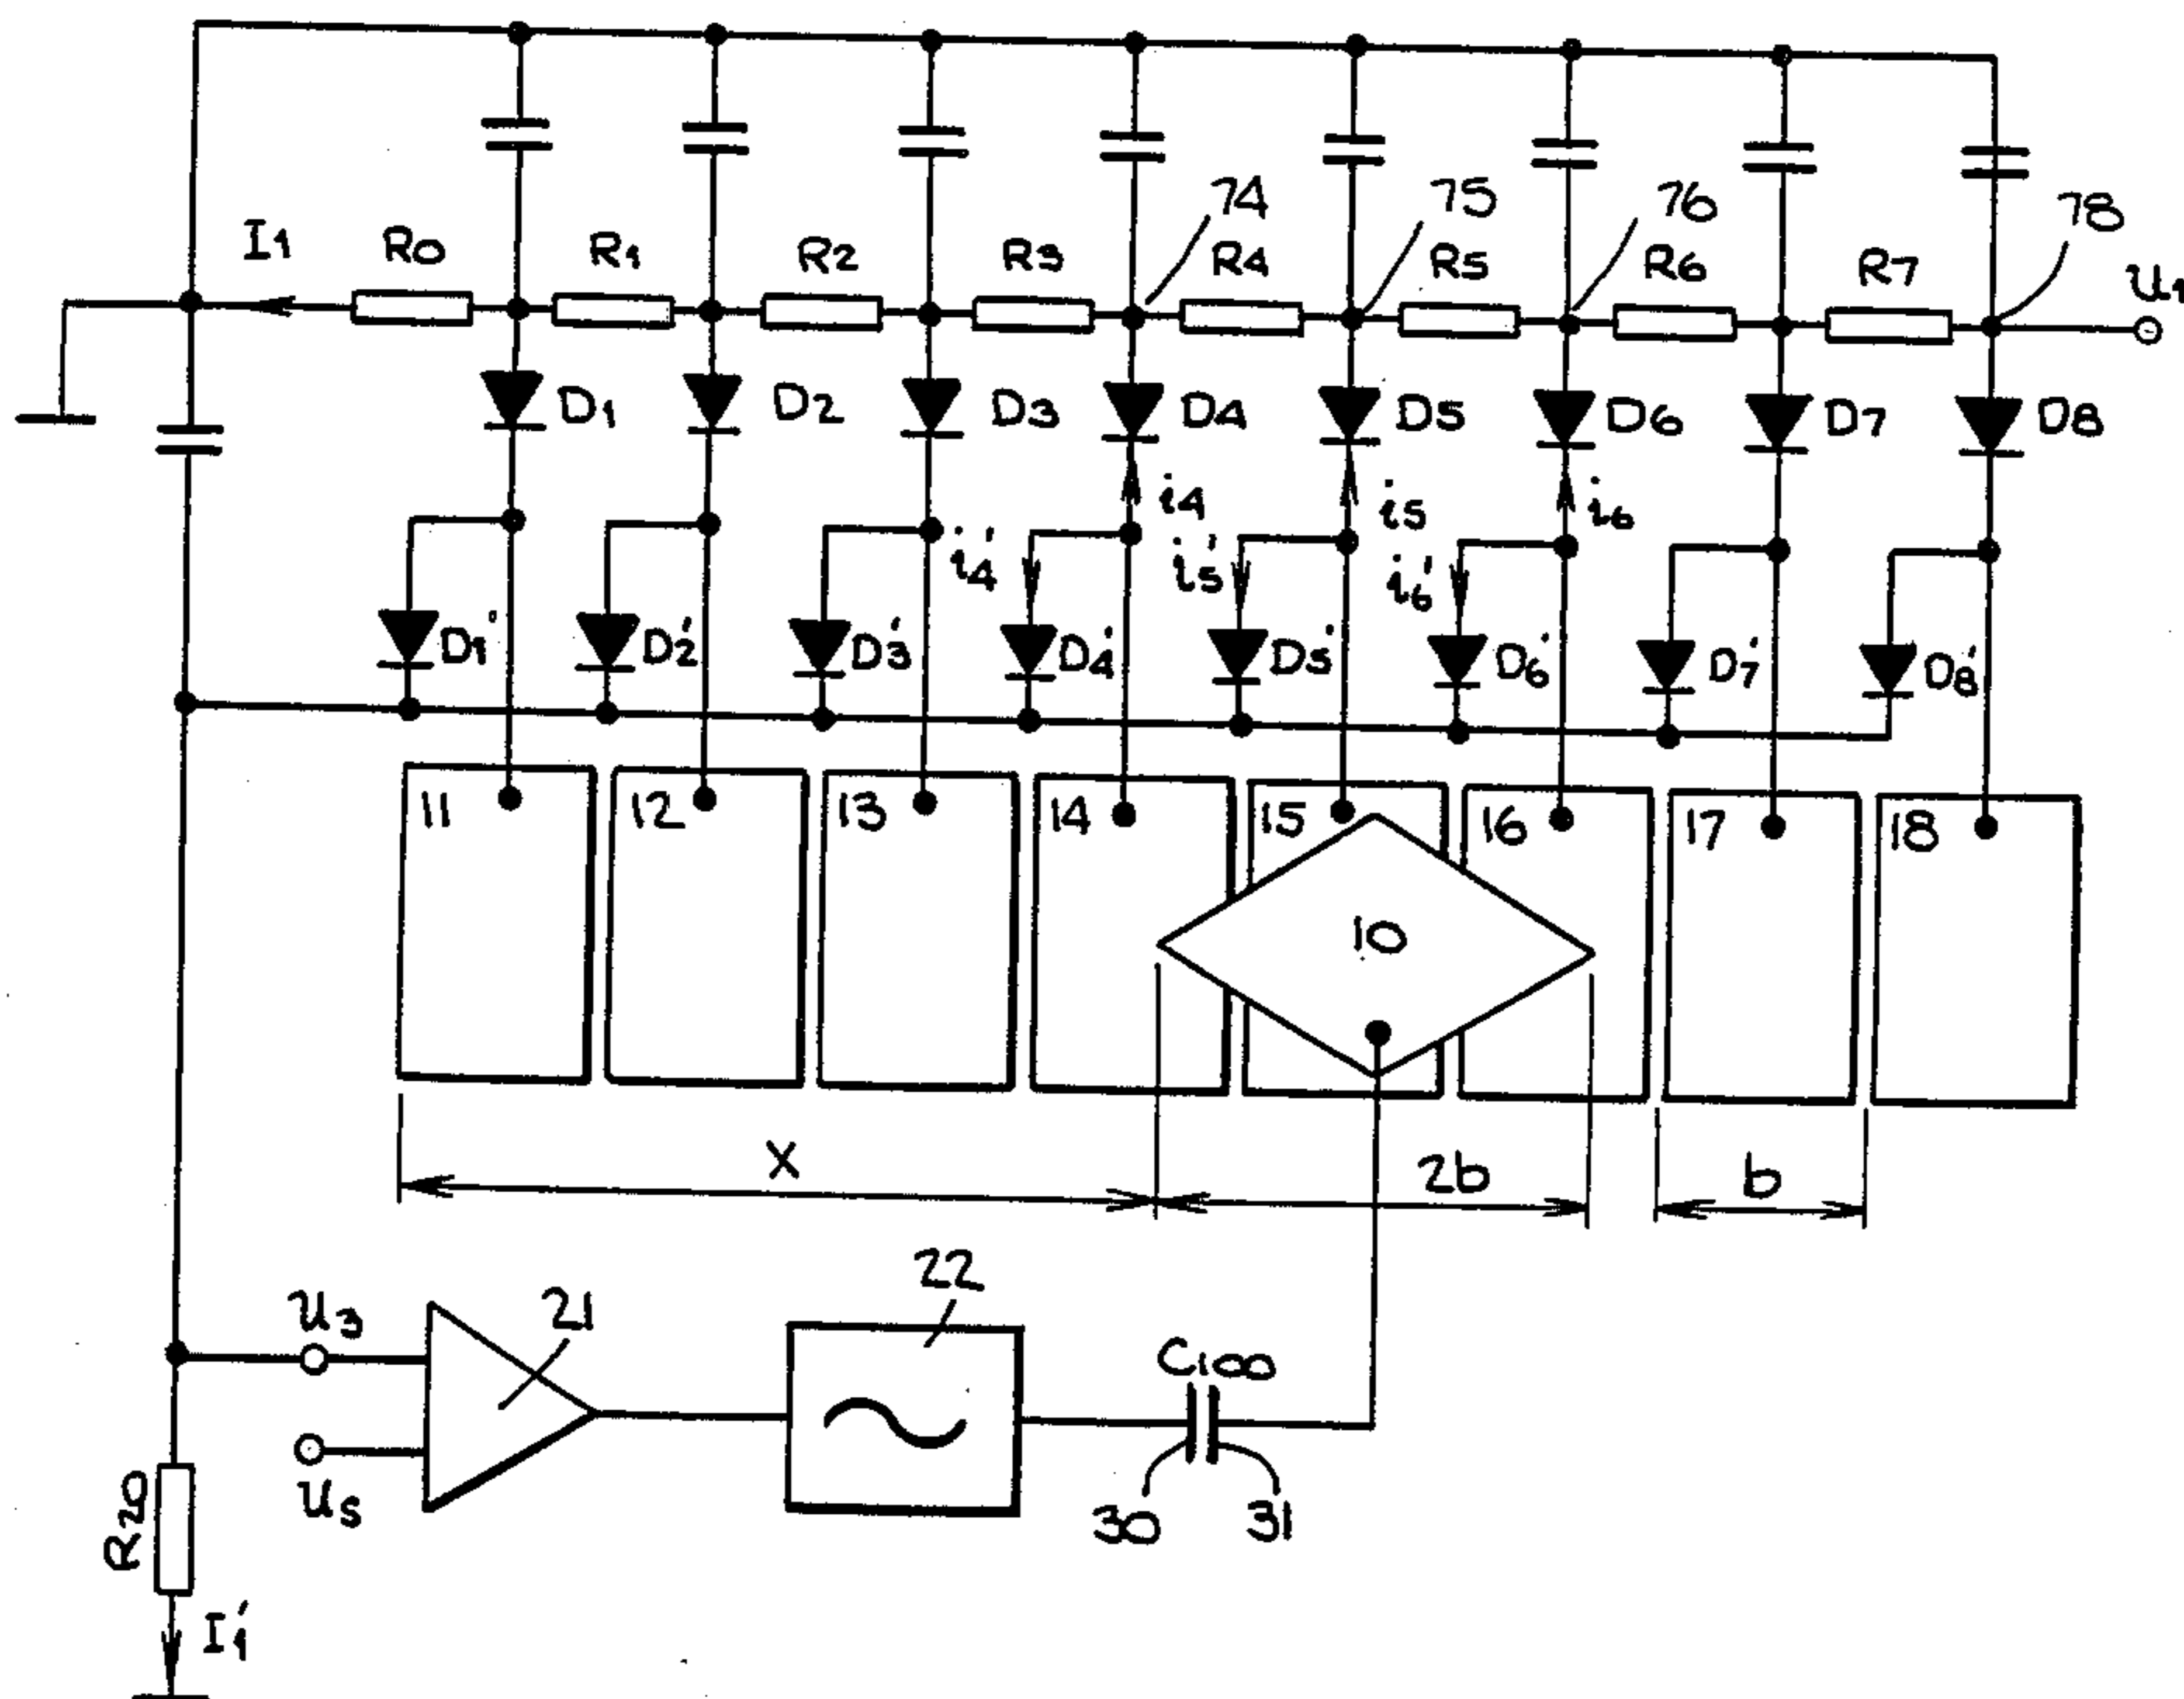 74
75
76
78
I1
R0
R1
R2
R3
R4
R5
R6
R7
u1
D1
D2
D3
D4
D5
D6
D7
D8
i4
i5
i6
i4'
i5'
i6'
D1'
D2'
D3'
D4'
D5'
D6'
D7'
D8'
11
12
13
14
15
16
17
18
10
X
2b
b
u3
21
22
C100
us
30
31
R29
I1'